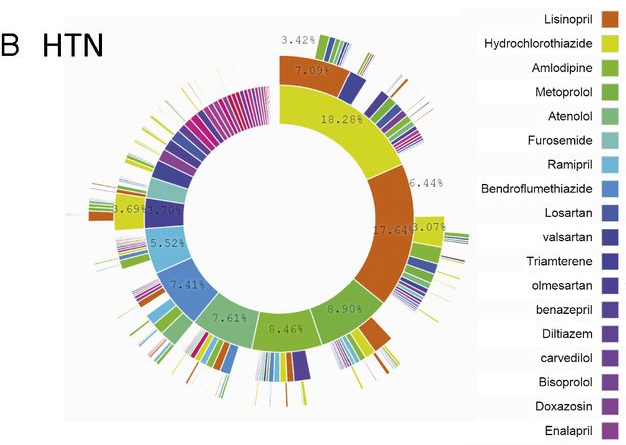 B HTN
3.42%
7.09%
18.28%
6.44%
17.64%
3.07%
8.90%
8.46%
7.61%
7.41%
5.52%
3.69%
3.70%
Lisinopril
Hydrochlorothiazide
Amlodipine
Metoprolol
Atenolol
Furosemide
Ramipril
Bendroflumethiazide
Losartan
valsartan
Triamterene
olmesartan
benazepril
Diltiazem
carvedilol
Bisoprolol
Doxazosin
Enalapril